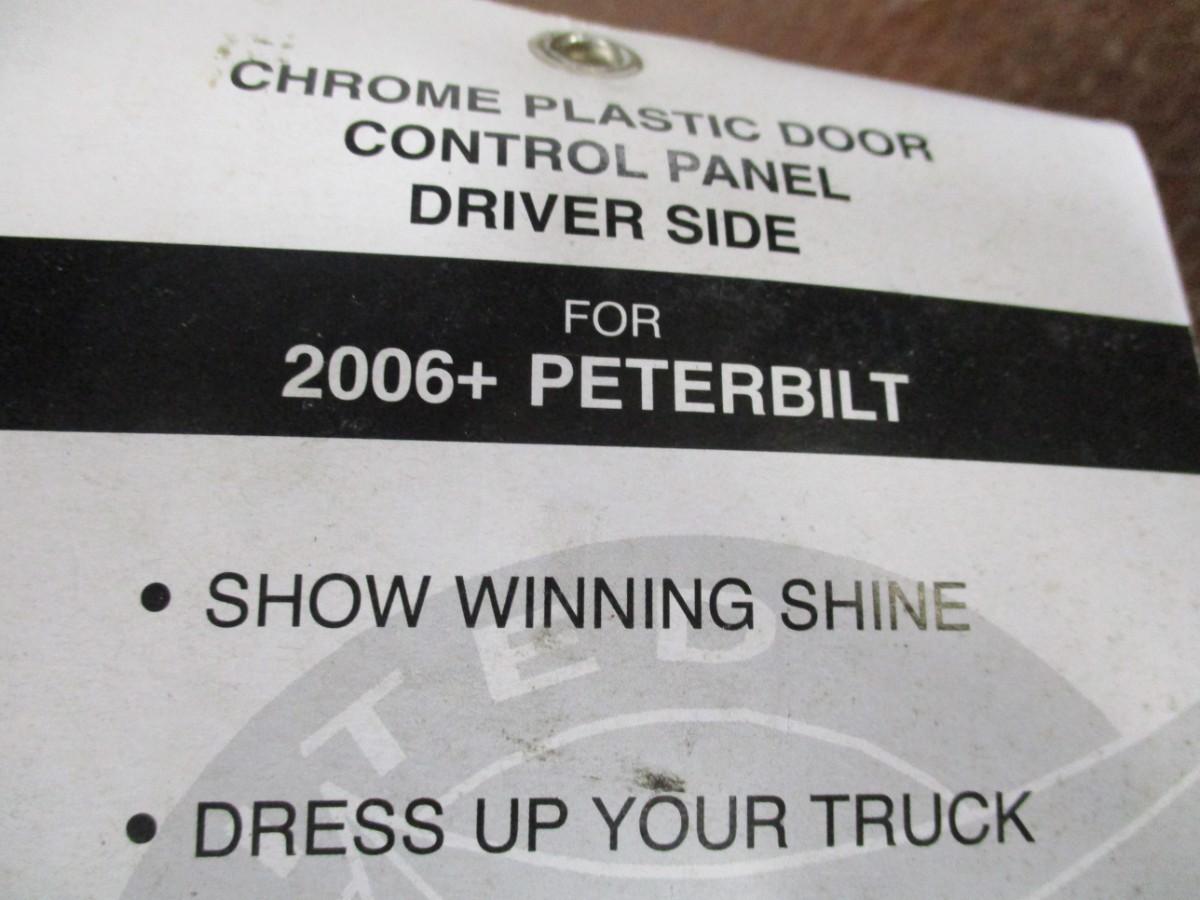 CHROME PLASTIC DOOR
CONTROL PANEL
DRIVER SIDE
FOR
2006+ PETERBILT
• SHOW WINNING SHINE
• DRESS UP YOUR TRUCK